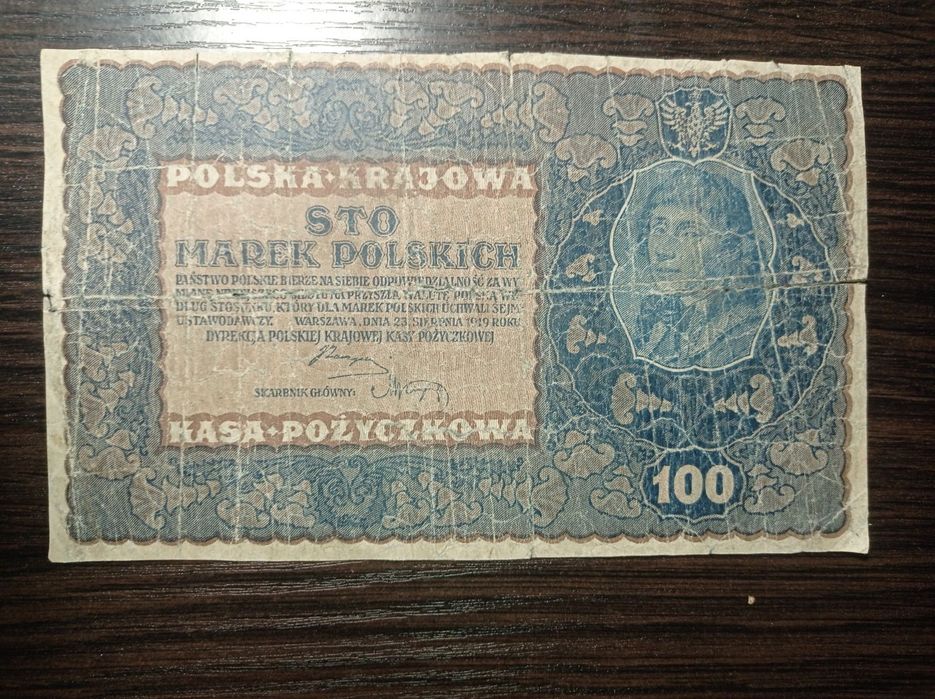 POLSKA KRAJOWA
STO
MAREK POLSKICH
PAŃSTWO POLSKIE BIERZE NA SIEBIE ODPOWIEDZIALNOŚĆ ZA WY
PRZYSZŁĄ WALUTĘ POLSKĄ WE
DŁUG STOSUNKU, KTÓRY DLA MAREK POLSKICH UCHWALI SEJM
USTAWODAWCZY. WARSZAWA, DNIA 23 SIERPNIA 1919 ROKU
DYREKCJA POLSKIEJ KRAJOWEJ KASY POŻYCZKOWEJ
SKARBNIK GŁÓWNY:
KASA POŻYCZKOWA
100